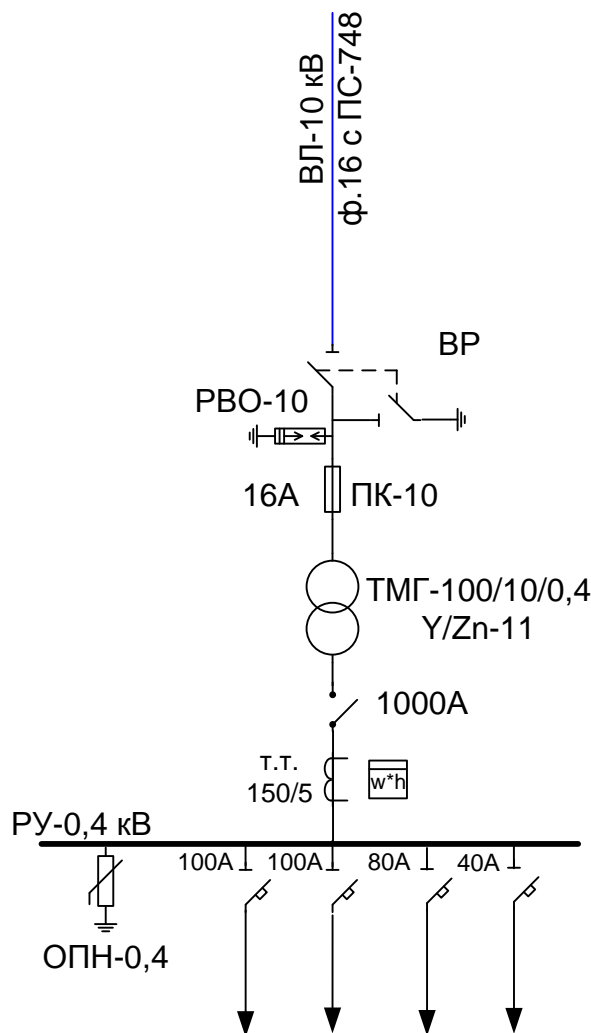 ВЛ-10 кВ
ф.16 с ПС-748
ВР
РВО-10
16А
ПК-10
ТМГ-100/10/0,4
Y/Zn-11
1000А
т.т.
150/5
w*h
РУ-0,4 кВ
100А
100А
80А
40А
ОПН-0,4